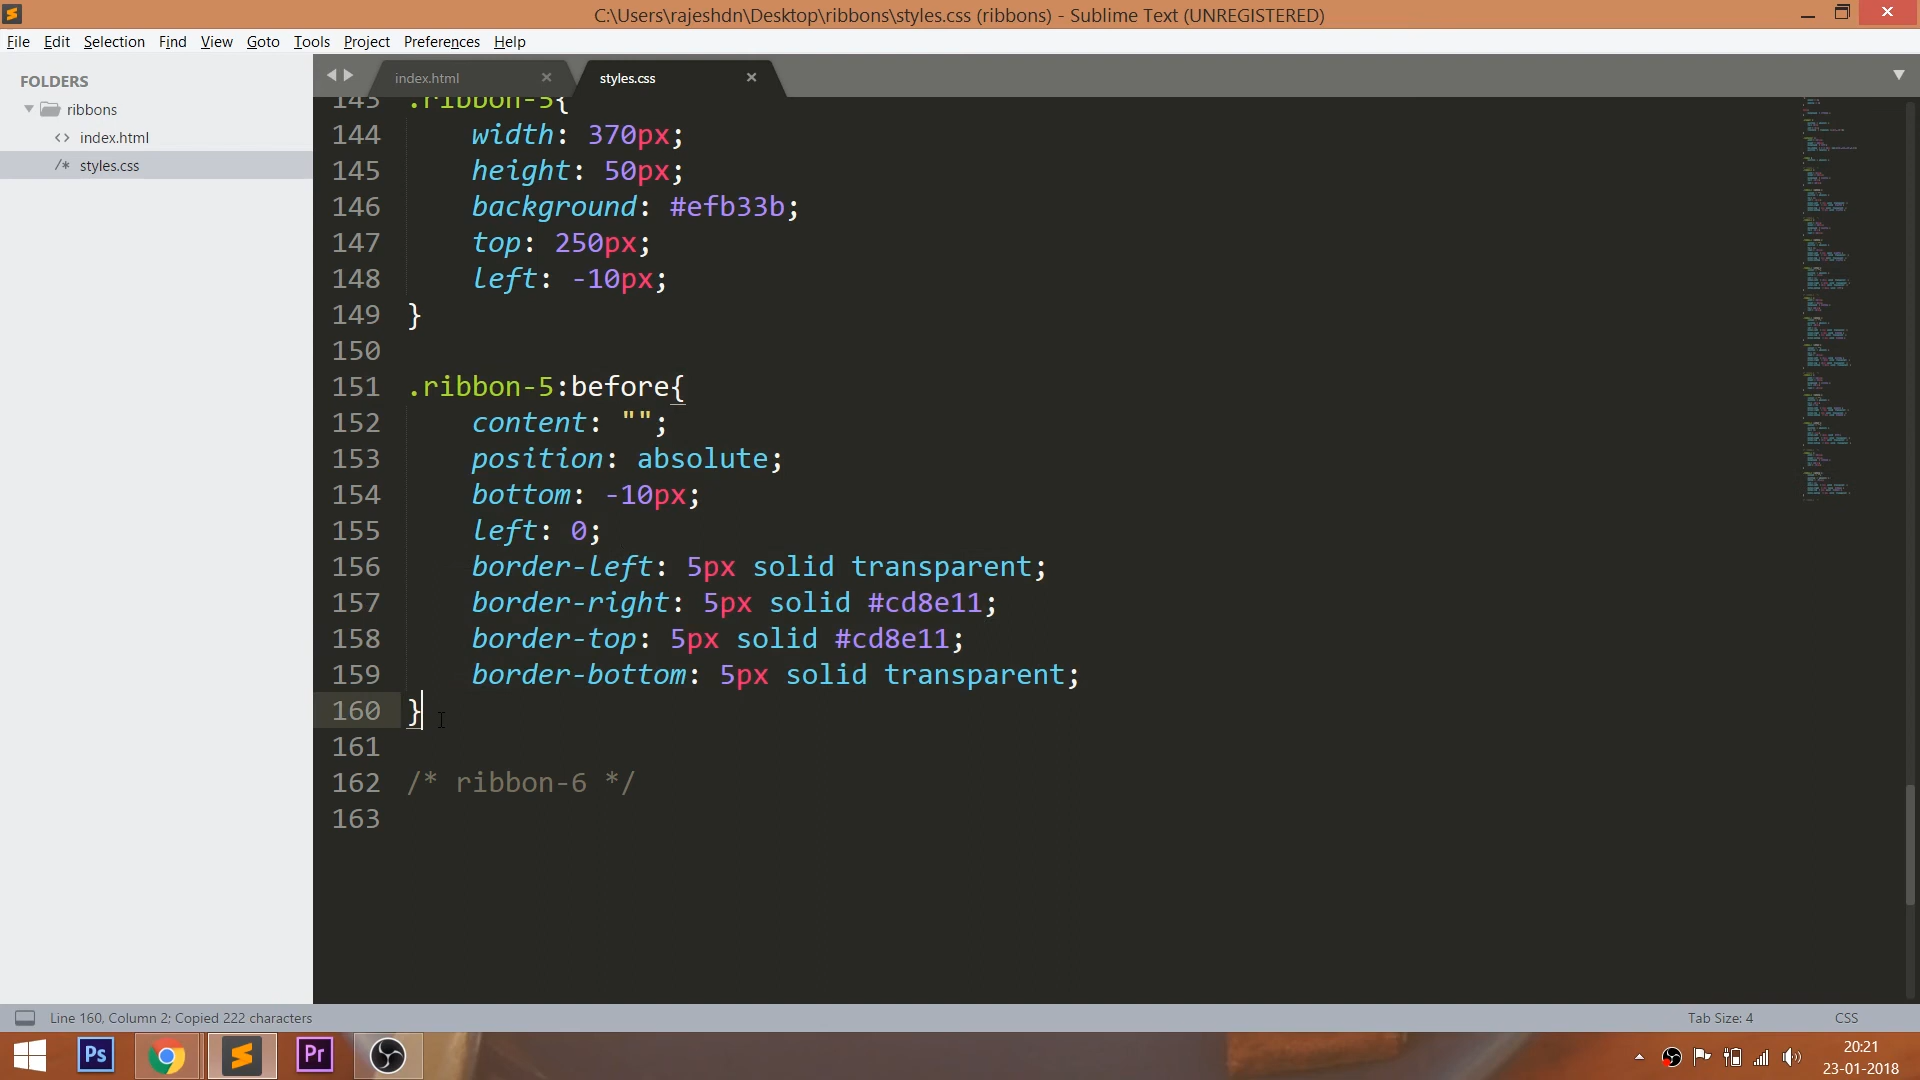 C:\Users\rajeshdn\Desktop\ribbons\styles.css (ribbons) - Sublime Text (UNREGISTERED)
File Edit Selection Find View Goto Tools Project Preferences Help
FOLDERS
ribbons
<> index.html
/* styles.css
index.html × styles.css ×
143 .ribbon-5{
144 width: 370px;
145 height: 50px;
146 background: #efb33b;
147 top: 250px;
148 left: -10px;
149 }
150
151 .ribbon-5:before{
152 content: "";
153 position: absolute;
154 bottom: -10px;
155 left: 0;
156 border-left: 5px solid transparent;
157 border-right: 5px solid #cd8e11;
158 border-top: 5px solid #cd8e11;
159 border-bottom: 5px solid transparent;
160 }
161
162 /* ribbon-6 */
163
Line 160, Column 2; Copied 222 characters Tab Size: 4 CSS
Ps Pr
20:21
23-01-2018